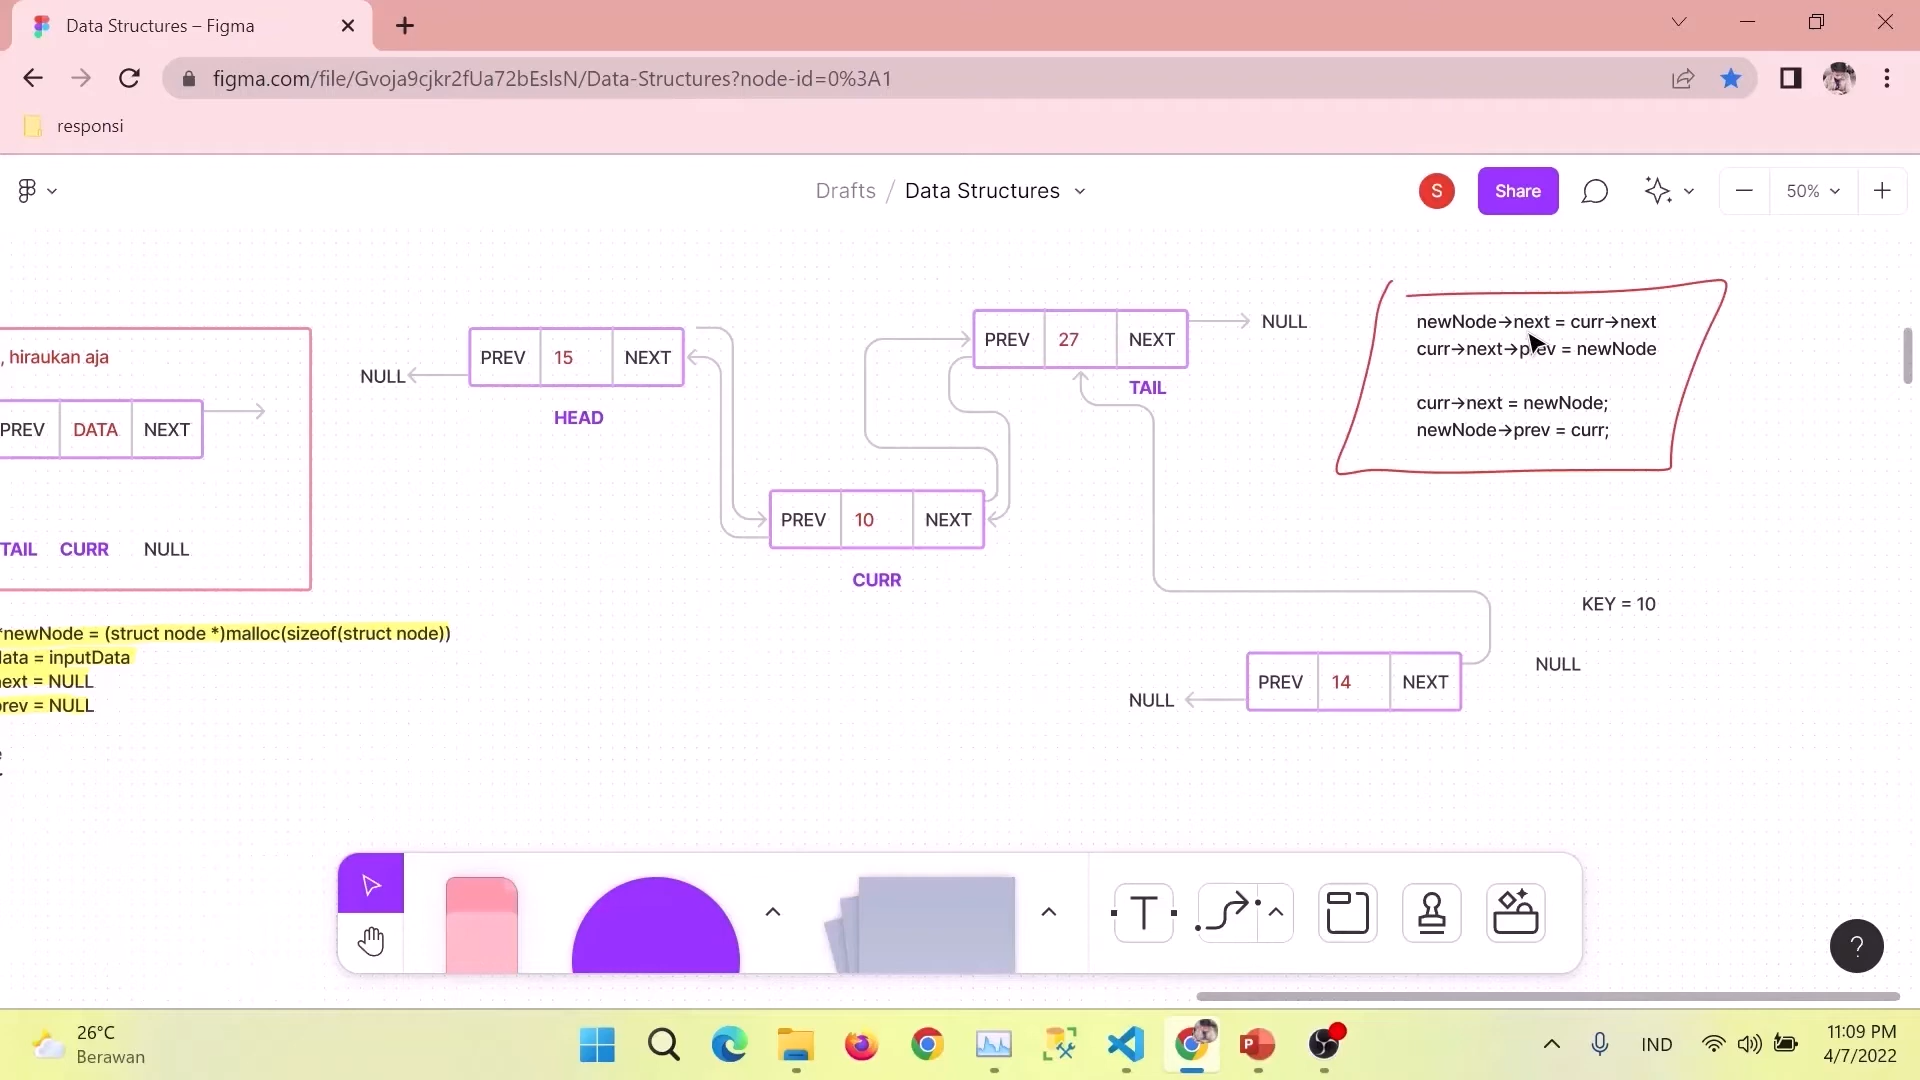 Data Structures – Figma
figma.com/file/Gvoja9cjkr2fUa72bEslsN/Data-Structures?node-id=0%3A1
responsi
Drafts / Data Structures
S
Share
50%
, hiraukan aja
PREV DATA NEXT
TAIL CURR NULL
*newNode = (struct node *)malloc(sizeof(struct node))
data = inputData
next = NULL
prev = NULL
NULL
PREV 15 NEXT
HEAD
PREV 10 NEXT
CURR
PREV 27 NEXT
NULL
TAIL
newNode→next = curr→next
curr→next→prev = newNode
curr→next = newNode;
newNode→prev = curr;
KEY = 10
NULL
PREV 14 NEXT
NULL
T
?
26°C
Berawan
P
IND
11:09 PM
4/7/2022